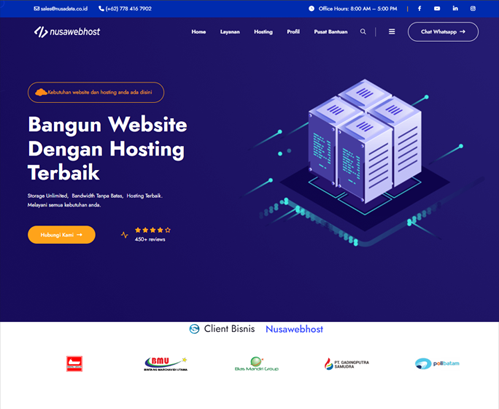 sales@nusadata.co.id (+62) 778 416 7902 Office Hours: 8:00 AM – 5:00 PM
nusawebhost Home Layanan Hosting Profil Pusat Bantuan Chat Whatsapp
Kebutuhan website dan hosting anda ada disini
Bangun Website
Dengan Hosting
Terbaik
Storage Unlimited, Bandwidth Tanpa Batas, Hosting Terbaik.
Melayani semua kebutuhan anda.
Hubungi Kami
450+ reviews
Client Bisnis Nusawebhost
BMU
Bias Mandiri Group
PT. GADINGPUTRA
SAMUDRA
polibatam